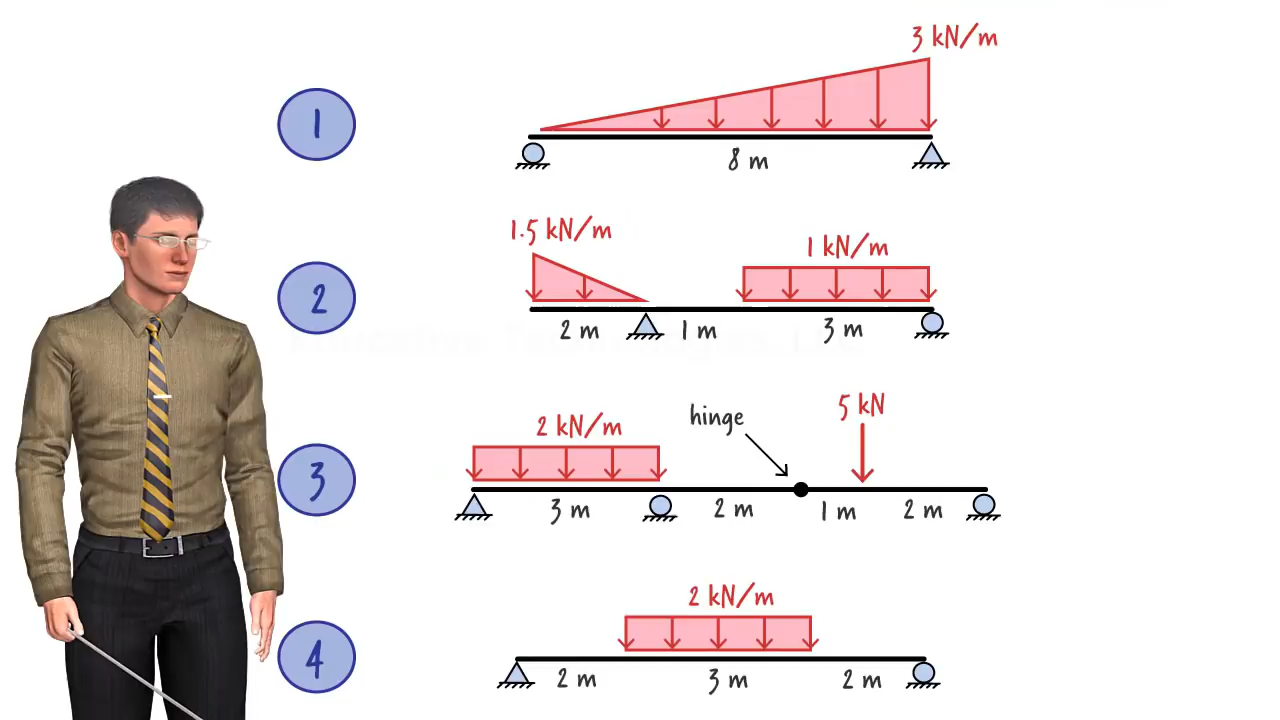 3 kN/m
1
8 m
1.5 kN/m
1 kN/m
2
2 m 1 m 3 m
hinge
5 kN
2 kN/m
3
3 m 2 m 1 m 2 m
2 kN/m
4
2 m 3 m 2 m